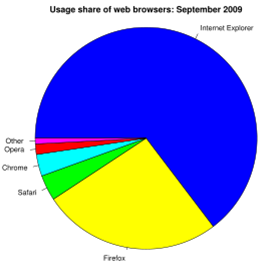 Usage share of web browsers: September 2009
Internet Explorer
Other
Opera
Chrome
Safari
Firefox